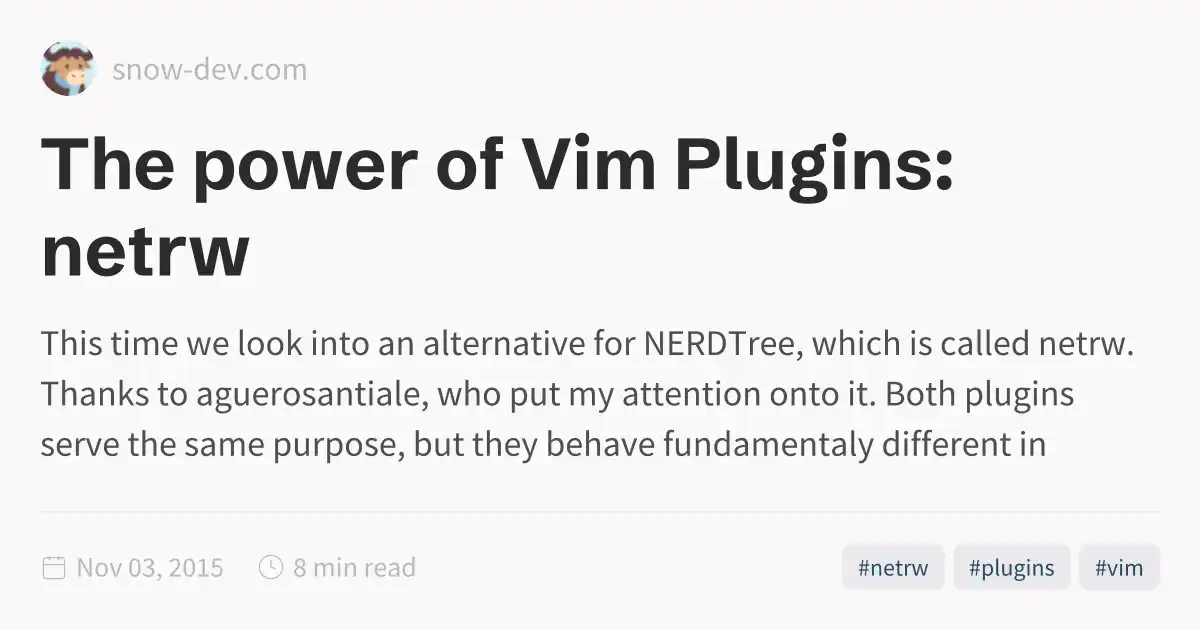 snow-dev.com
The power of Vim Plugins:
netrw
This time we look into an alternative for NERDTree, which is called netrw.
Thanks to aguerosantiale, who put my attention onto it. Both plugins
serve the same purpose, but they behave fundamentaly different in
Nov 03, 2015 8 min read #netrw #plugins #vim